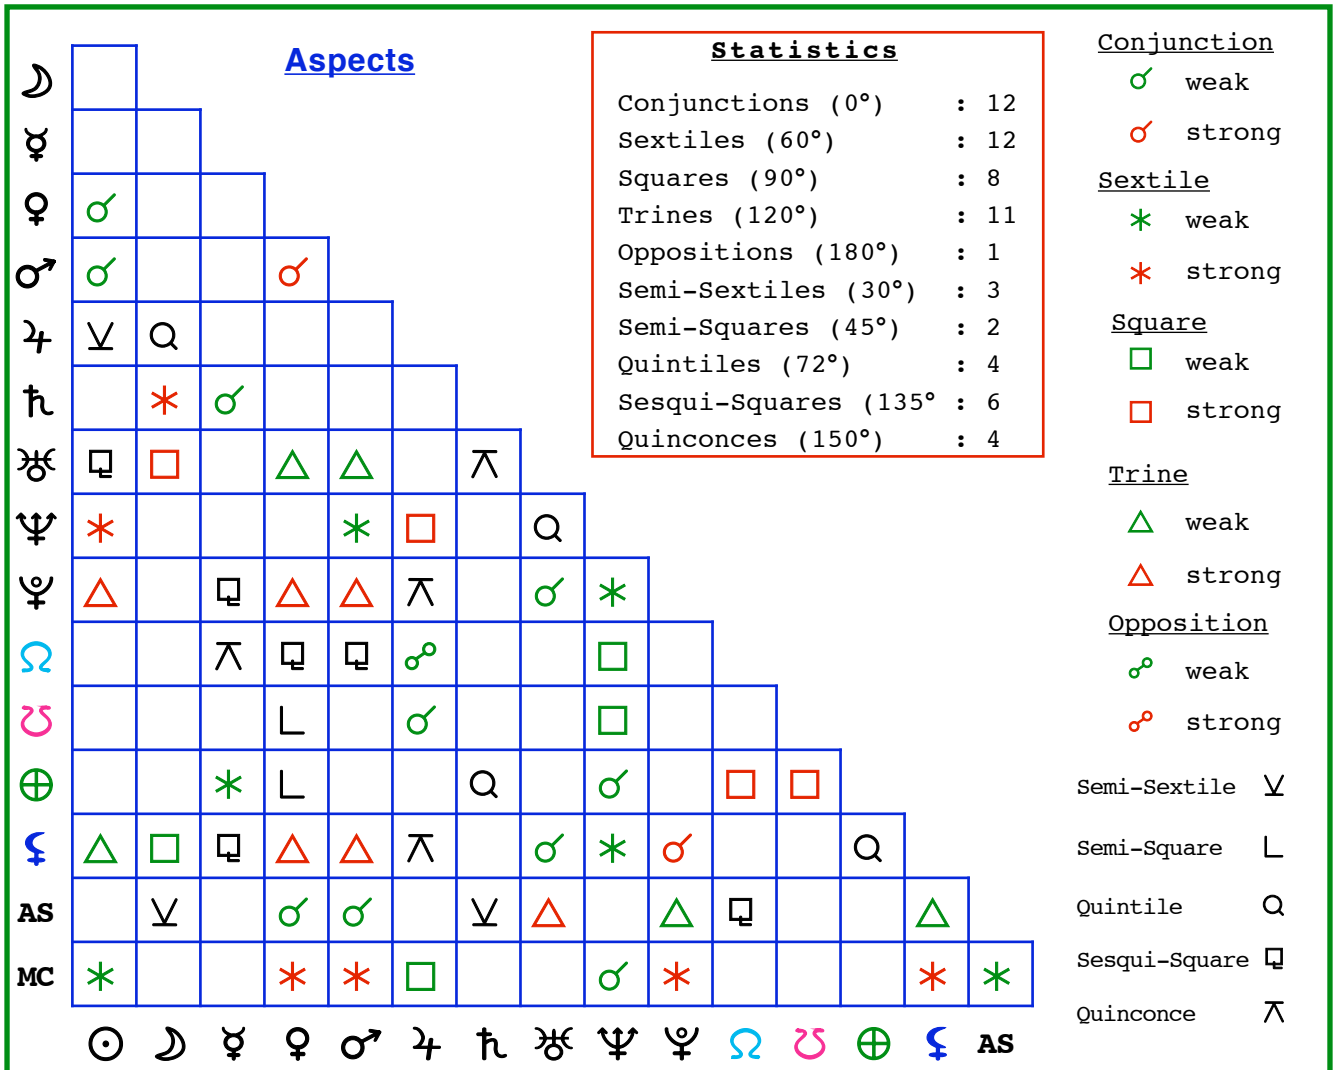 Aspects
Statistics
Conjunctions (0°) : 12
Sextiles (60°) : 12
Squares (90°) : 8
Trines (120°) : 11
Oppositions (180°) : 1
Semi-Sextiles (30°) : 3
Semi-Squares (45°) : 2
Quintiles (72°) : 4
Sesqui-Squares (135° : 6
Quinconces (150°) : 4
Conjunction
weak
strong
Sextile
weak
strong
Square
weak
strong
Trine
weak
strong
Opposition
weak
strong
Semi-Sextile
Semi-Square
Quintile
Sesqui-Square
Quinconce
AS
MC
AS